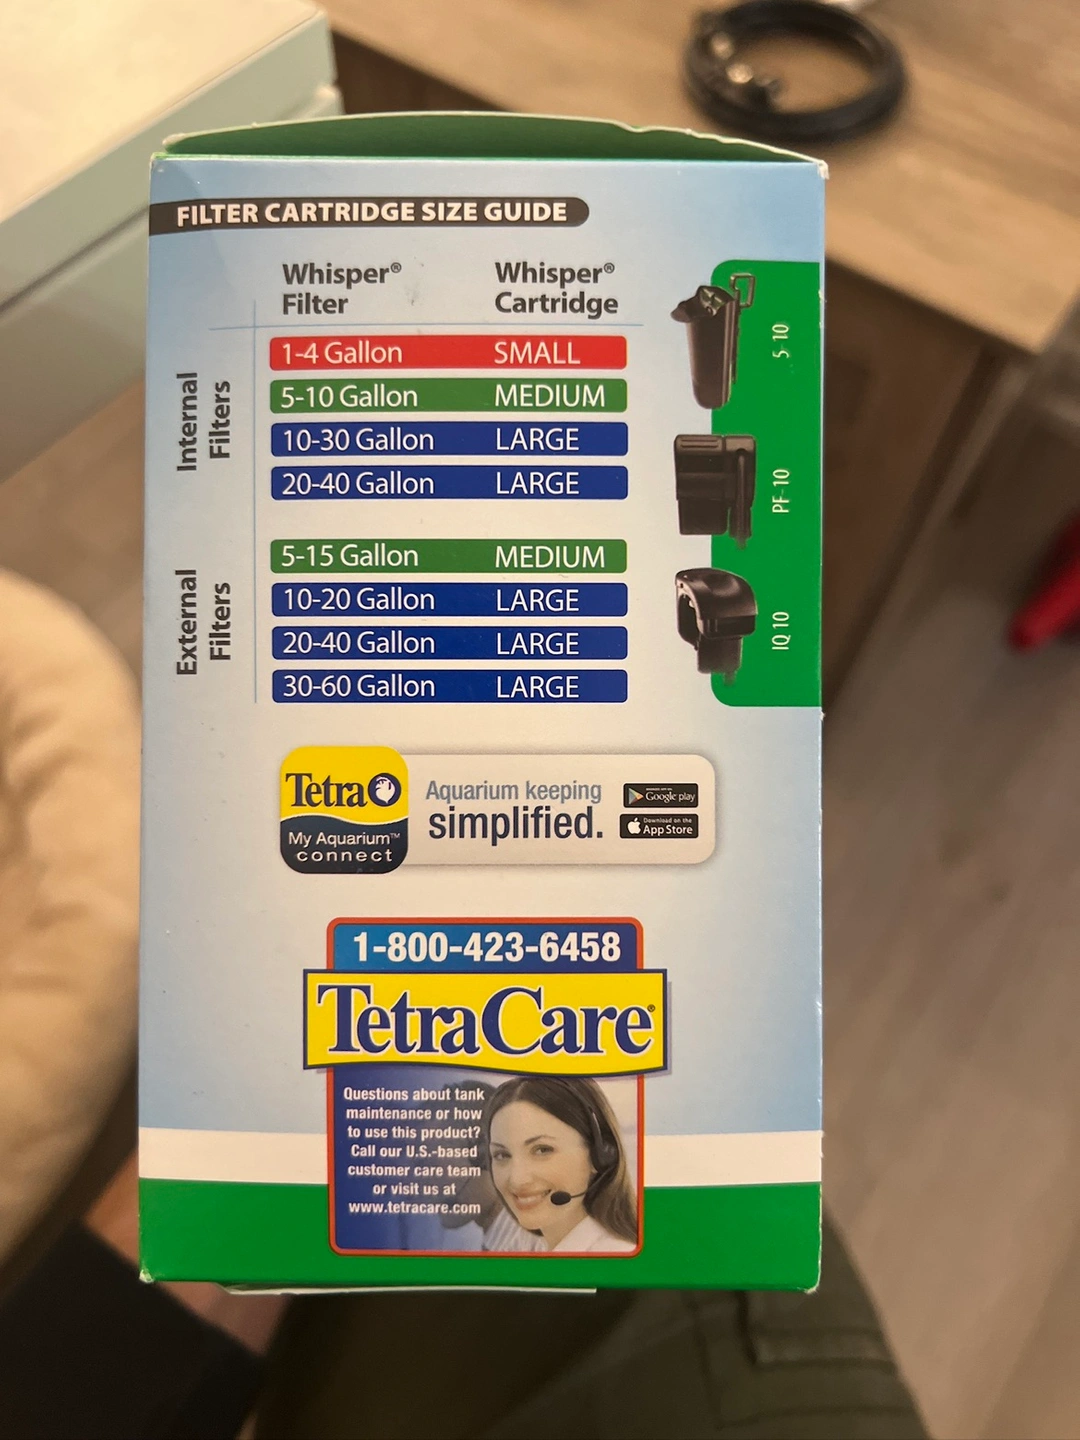 FILTER CARTRIDGE SIZE GUIDE
Whisper® Filter
Whisper® Cartridge
Internal Filters
1-4 Gallon SMALL
5-10 Gallon MEDIUM
10-30 Gallon LARGE
20-40 Gallon LARGE
External Filters
5-15 Gallon MEDIUM
10-20 Gallon LARGE
20-40 Gallon LARGE
30-60 Gallon LARGE
5-10
PF-10
IQ 10
Tetra
My Aquarium™
connect
Aquarium keeping
simplified.
Google play
Download on the
App Store
1-800-423-6458
TetraCare®
Questions about tank
maintenance or how
to use this product?
Call our U.S.-based
customer care team
or visit us at
www.tetracare.com